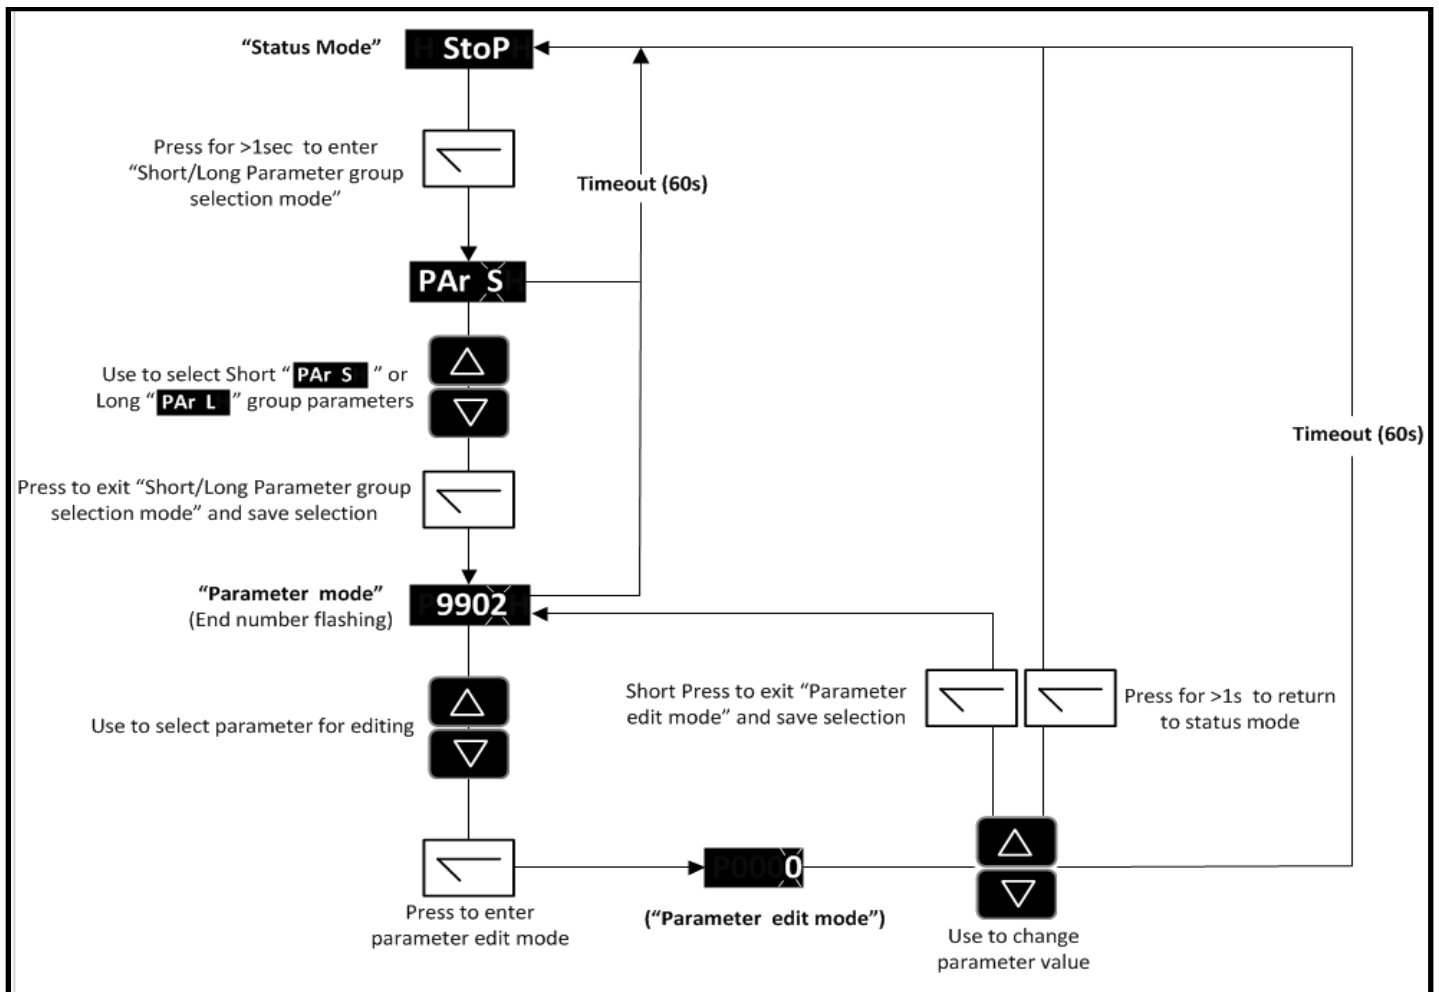 “Status Mode”
StoP
Press for >1sec to enter
“Short/Long Parameter group
selection mode”
Timeout (60s)
PAr S
Use to select Short “ PAr S ” or
Long “ PAr L ” group parameters
Timeout (60s)
Press to exit “Short/Long Parameter group
selection mode” and save selection
“Parameter mode”
(End number flashing)
9902
Short Press to exit “Parameter
edit mode” and save selection
Press for >1s to return
to status mode
Use to select parameter for editing
P0000
Press to enter
parameter edit mode
(“Parameter edit mode”)
Use to change
parameter value